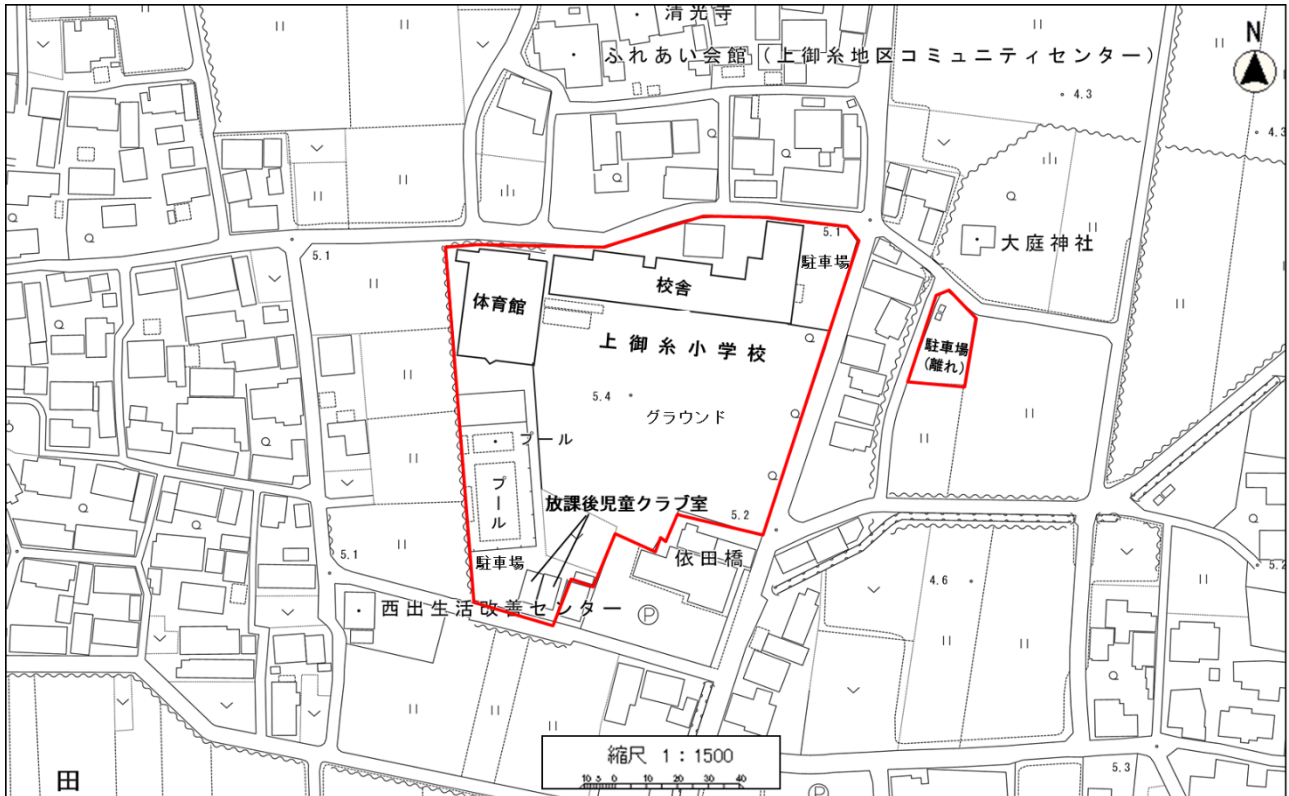 清光寺
N
ふれあい会館（上御糸地区コミュニティセンター）
4.3
4.3
大庭神社
5.1
5.1
駐車場
校舎
体育館
上御糸小学校
駐車場
(離れ)
5.4
グラウンド
プール
プール
放課後児童クラブ室
5.2
依田橋
5.1
駐車場
4.6
5.2
西出生活改善センター
P
縮尺 1：1500
10 5 0 10 20 30 40
田
P
5.3